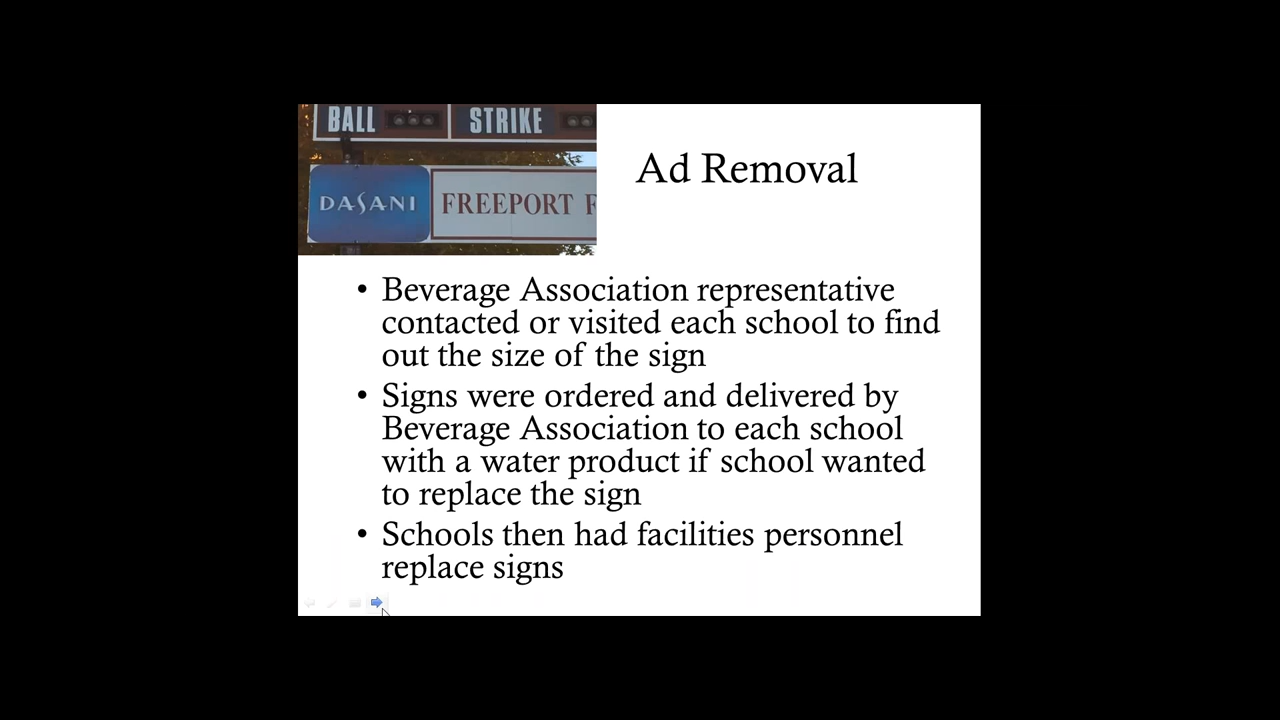 BALL STRIKE
DASANI FREEPORT
Ad Removal
• Beverage Association representative
contacted or visited each school to find
out the size of the sign
• Signs were ordered and delivered by
Beverage Association to each school
with a water product if school wanted
to replace the sign
• Schools then had facilities personnel
replace signs